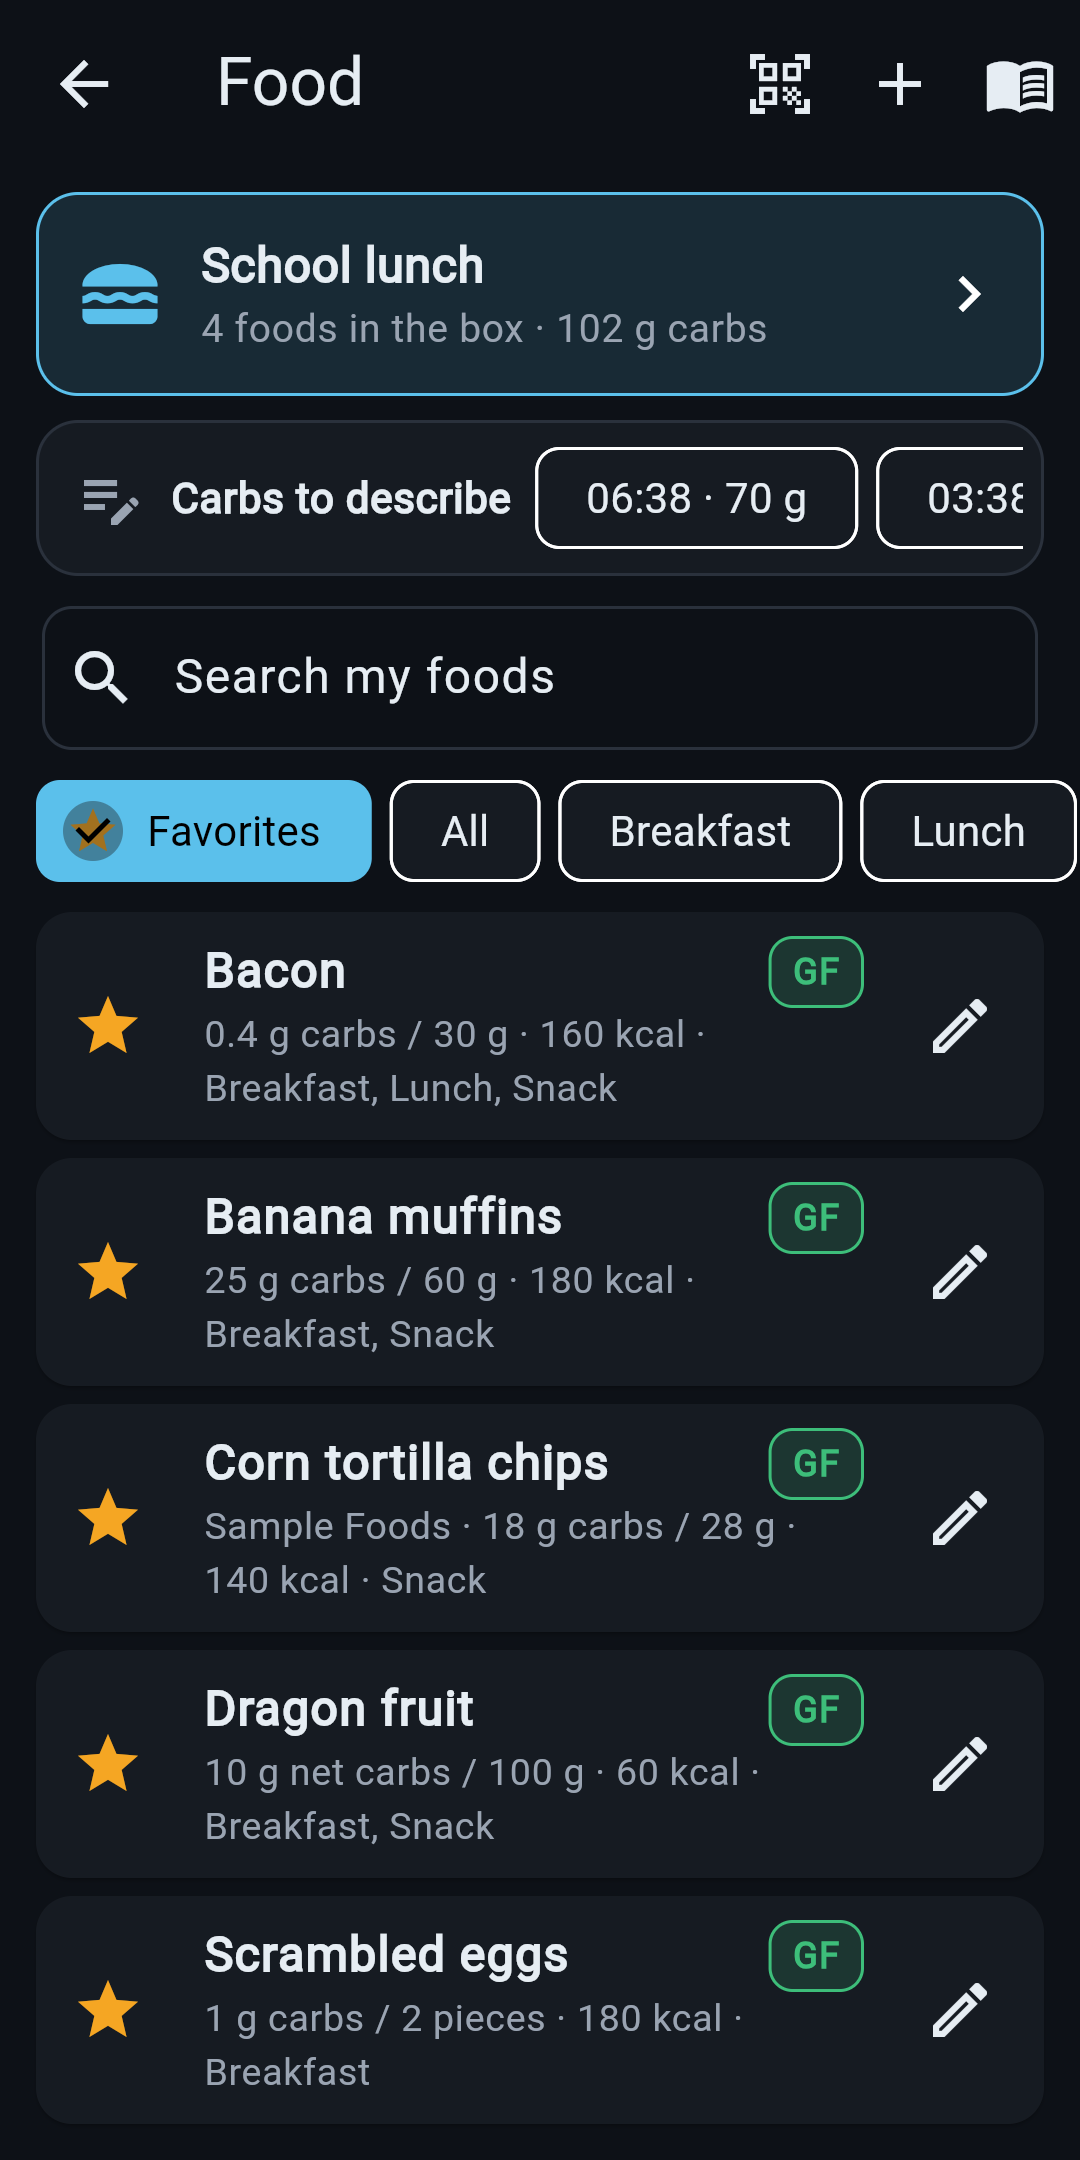 Food
School lunch
4 foods in the box · 102 g carbs
Carbs to describe
06:38 · 70 g
03:38
Search my foods
Favorites
All
Breakfast
Lunch
Bacon
GF
0.4 g carbs / 30 g · 160 kcal ·
Breakfast, Lunch, Snack
Banana muffins
GF
25 g carbs / 60 g · 180 kcal ·
Breakfast, Snack
Corn tortilla chips
GF
Sample Foods · 18 g carbs / 28 g ·
140 kcal · Snack
Dragon fruit
GF
10 g net carbs / 100 g · 60 kcal ·
Breakfast, Snack
Scrambled eggs
GF
1 g carbs / 2 pieces · 180 kcal ·
Breakfast